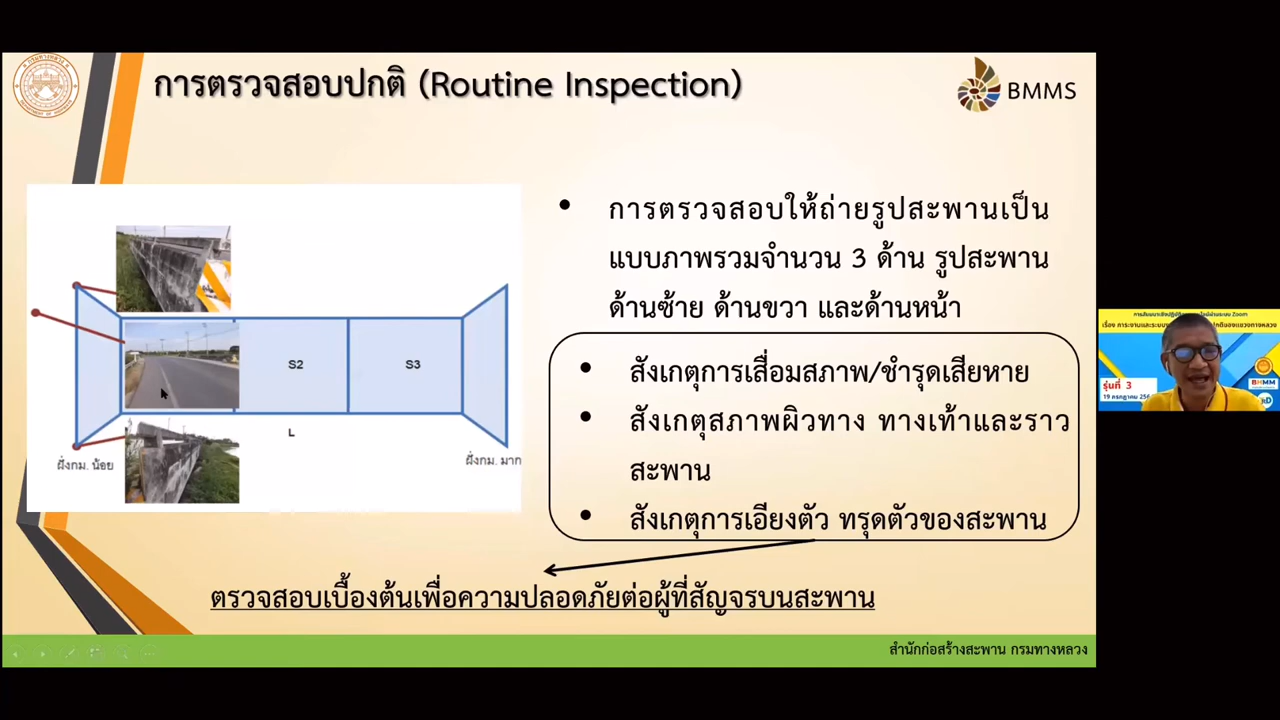 การตรวจสอบปกติ (Routine Inspection)
BMMS
การตรวจสอบให้ถ่ายรูปสะพานเป็น
แบบภาพรวมจำนวน 3 ด้าน รูปสะพาน
ด้านซ้าย ด้านขวา และด้านหน้า
สังเกตุการเสื่อมสภาพ/ชำรุดเสียหาย
สังเกตุสภาพผิวทาง ทางเท้าและราว
สะพาน
สังเกตุการเอียงตัว ทรุดตัวของสะพาน
S2
S3
L
ฝั่งกม. น้อย
ฝั่งกม. มาก
ตรวจสอบเบื้องต้นเพื่อความปลอดภัยต่อผู้ที่สัญจรบนสะพาน
สำนักก่อสร้างสะพาน กรมทางหลวง
รุ่นที่ 3
19 กรกฎาคม